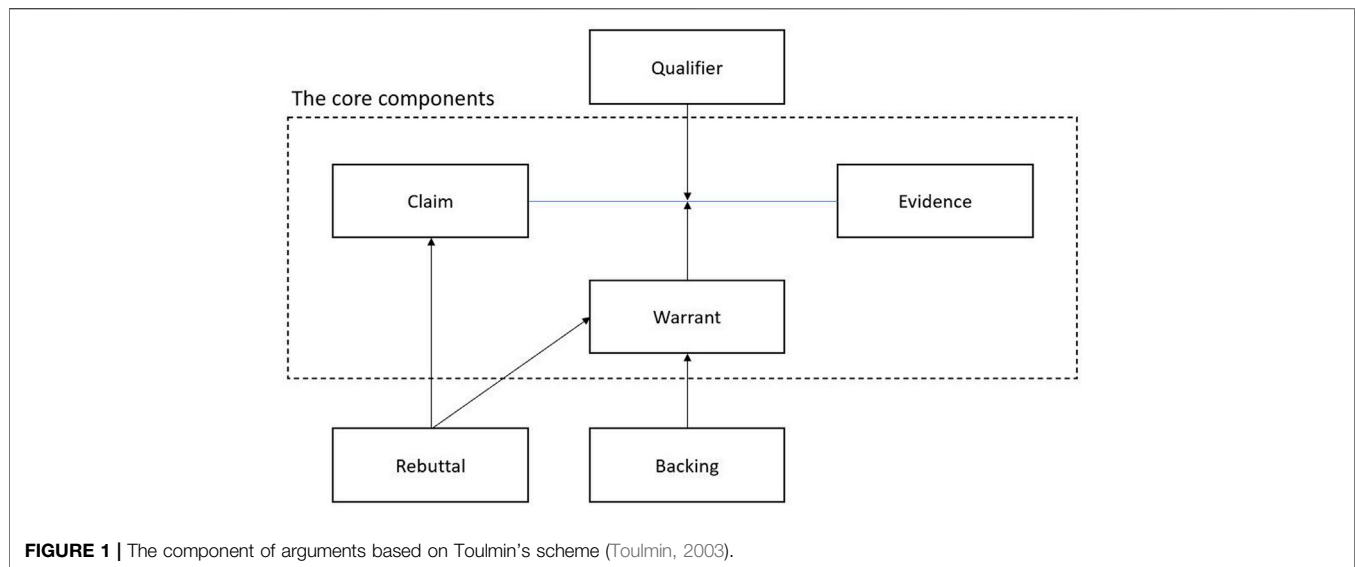 Qualifier
The core components
Claim
Evidence
Warrant
Rebuttal
Backing
FIGURE 1 | The component of arguments based on Toulmin's scheme (Toulmin, 2003).